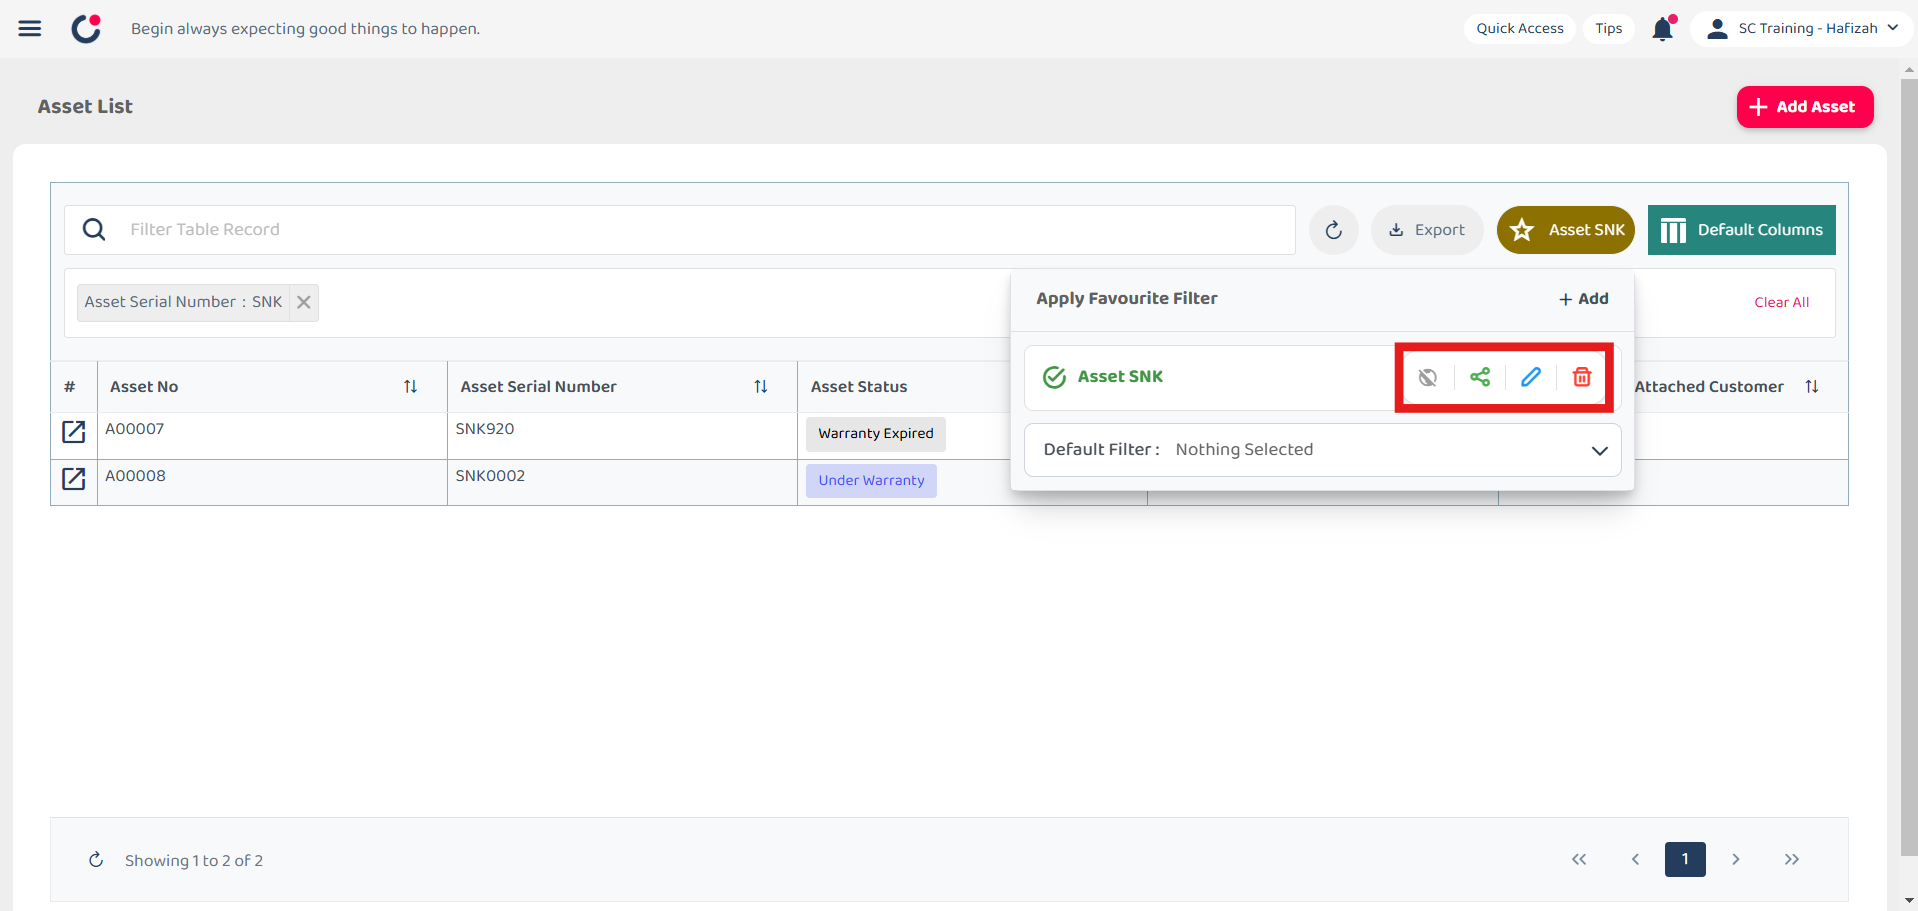 Begin always expecting good things to happen.
Quick Access
Tips
SC Training - Hafizah
Asset List
Add Asset
Filter Table Record
Export
Asset SNK
Default Columns
Asset Serial Number : SNK
Clear All
Apply Favourite Filter
+ Add
Asset SNK
Default Filter : Nothing Selected
# Asset No Asset Serial Number Asset Status Attached Customer
A00007 SNK920 Warranty Expired
A00008 SNK0002 Under Warranty
Showing 1 to 2 of 2
1